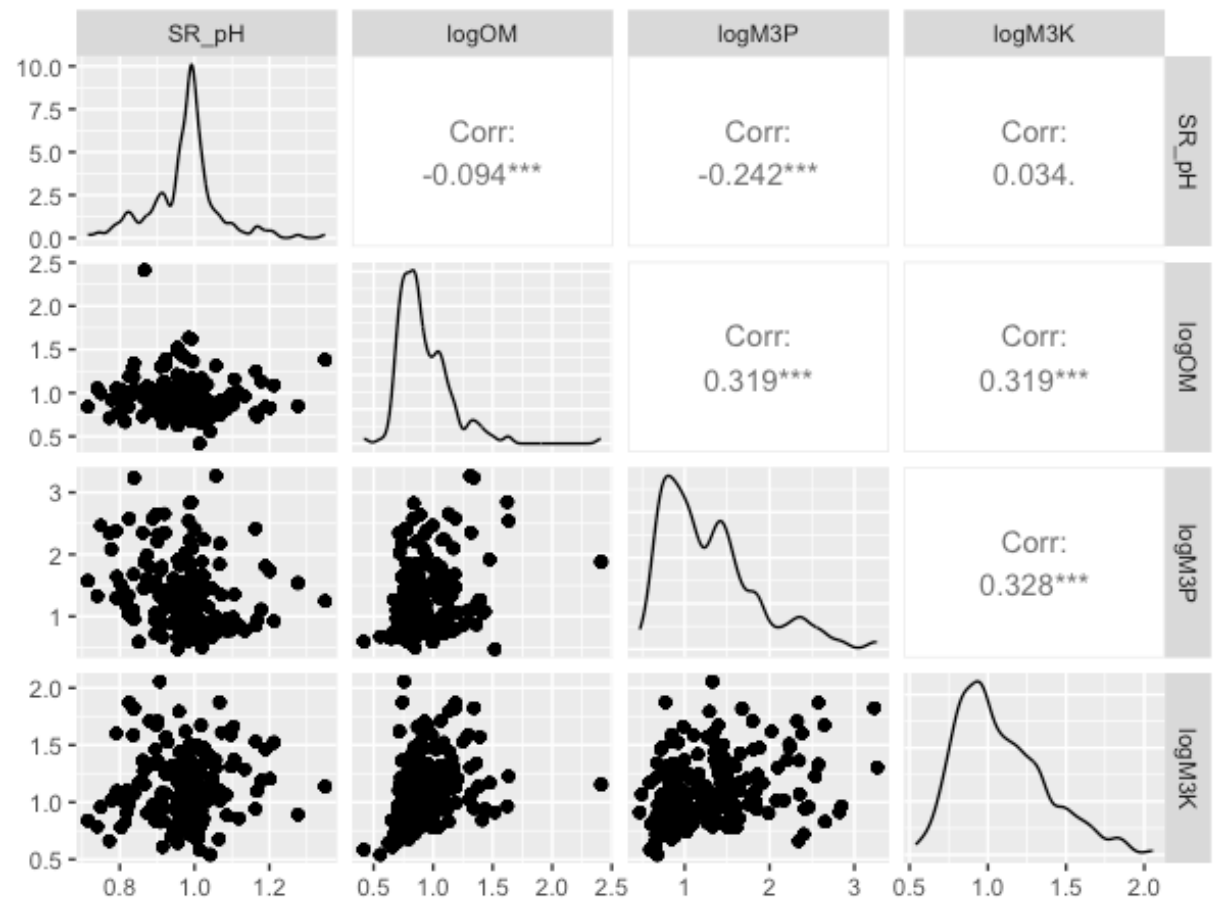 SR_pH logOM logM3P logM3K
10.0
7.5
5.0
2.5
0.0
Corr:
-0.094***
Corr:
-0.242***
Corr:
0.034.
SR_pH
2.5
2.0
1.5
1.0
0.5
Corr:
0.319***
Corr:
0.319***
logOM
3
2
1
Corr:
0.328***
logM3P
2.0
1.5
1.0
0.5
logM3K
0.8 1.0 1.2 0.5 1.0 1.5 2.0 2.5 1 2 3 0.5 1.0 1.5 2.0